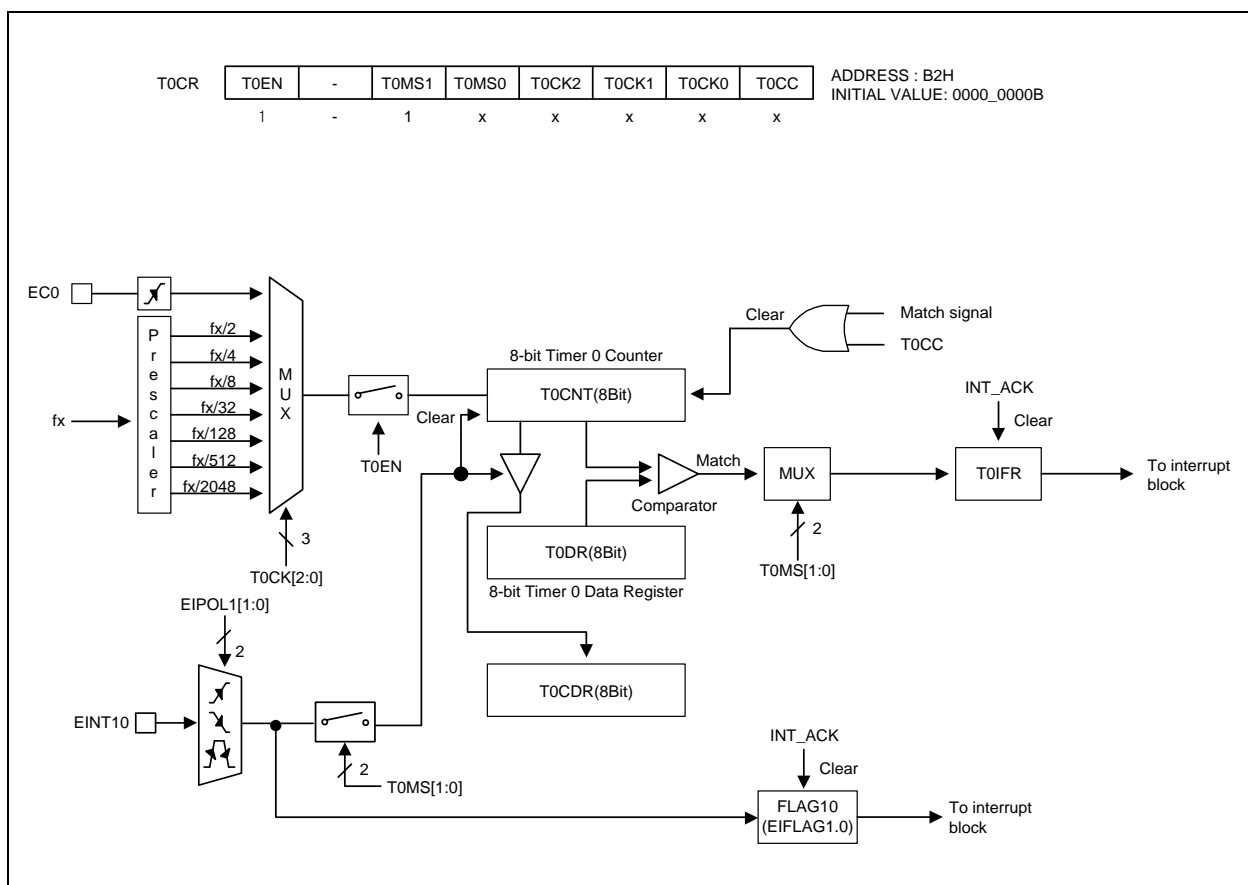 T0CR T0EN - T0MS1 T0MS0 T0CK2 T0CK1 T0CK0 T0CC
ADDRESS : B2H
INITIAL VALUE: 0000_0000B
1 - 1 x x x x x
EC0
P r e s c a l e r
fx
fx/2
fx/4
fx/8
fx/32
fx/128
fx/512
fx/2048
M U X
3
T0CK[2:0]
T0EN
8-bit Timer 0 Counter
T0CNT(8Bit)
Clear
Clear
Match signal
T0CC
Match
Comparator
T0DR(8Bit)
8-bit Timer 0 Data Register
T0CDR(8Bit)
MUX
2
T0MS[1:0]
INT_ACK
Clear
T0IFR
To interrupt
block
EIPOL1[1:0]
2
EINT10
2
T0MS[1:0]
INT_ACK
Clear
FLAG10
(EIFLAG1.0)
To interrupt
block